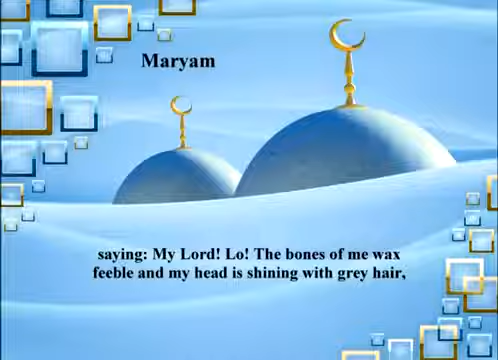 Maryam
saying: My Lord! Lo! The bones of me wax
feeble and my head is shining with grey hair,